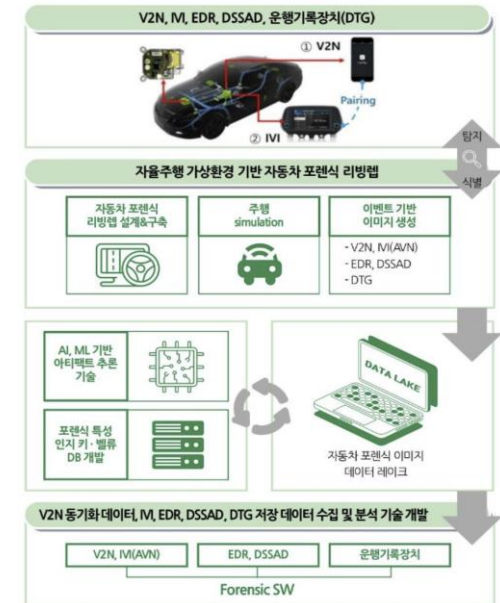 V2N, IVI, EDR, DSSAD, 운행기록장치(DTG)
① V2N
Pairing
② IVI
탐지
식별
자율주행 가상환경 기반 자동차 포렌식 리빙렙
자동차 포렌식
리빙렙 설계&구축
주행
simulation
이벤트 기반
이미지 생성
- V2N, IVI(AVN)
- EDR, DSSAD
- DTG
AI, ML 기반
아티팩트 추론
기술
포렌식 특성
인지 키·밸류
DB 개발
DATA LAKE
자동차 포렌식 이미지
데이터 레이크
V2N 동기화 데이터, IVI, EDR, DSSAD, DTG 저장 데이터 수집 및 분석 기술 개발
V2N, IVI(AVN)
EDR, DSSAD
운행기록장치
Forensic SW